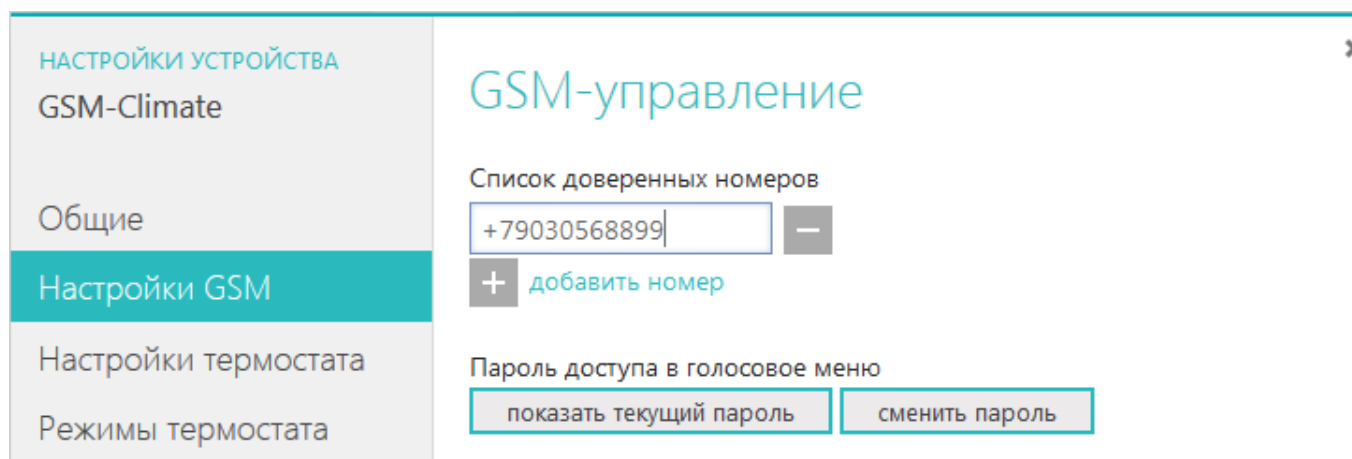 НАСТРОЙКИ УСТРОЙСТВА
GSM-Climate
Общие
Настройки GSM
Настройки термостата
Режимы термостата
GSM-управление
Список доверенных номеров
+79030568899
добавить номер
Пароль доступа в голосовое меню
показать текущий пароль сменить пароль